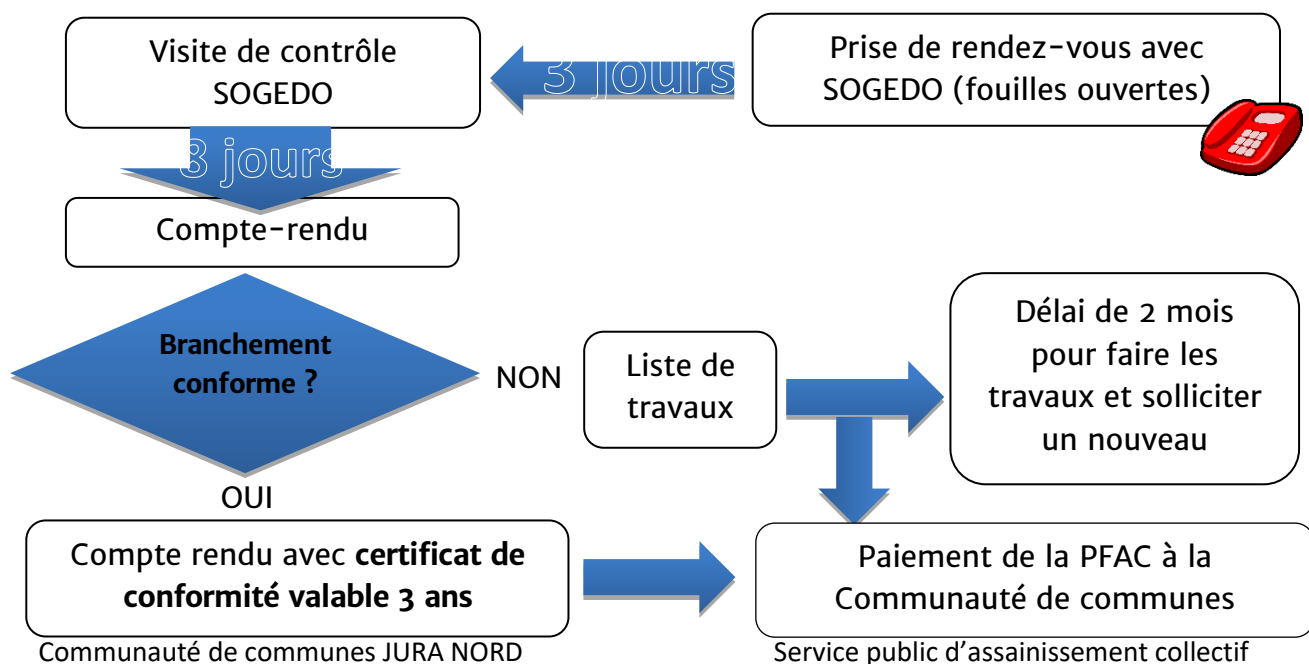 Visite de contrôle
SOGEDO
3 jours
Prise de rendez-vous avec
SOGEDO (fouilles ouvertes)
3 jours
Compte-rendu
Branchement
conforme ?
NON
Liste de
travaux
Délai de 2 mois
pour faire les
travaux et solliciter
un nouveau
OUI
Compte rendu avec certificat de
conformité valable 3 ans
Paiement de la PFAC à la
Communauté de communes
Communauté de communes JURA NORD
Service public d’assainissement collectif